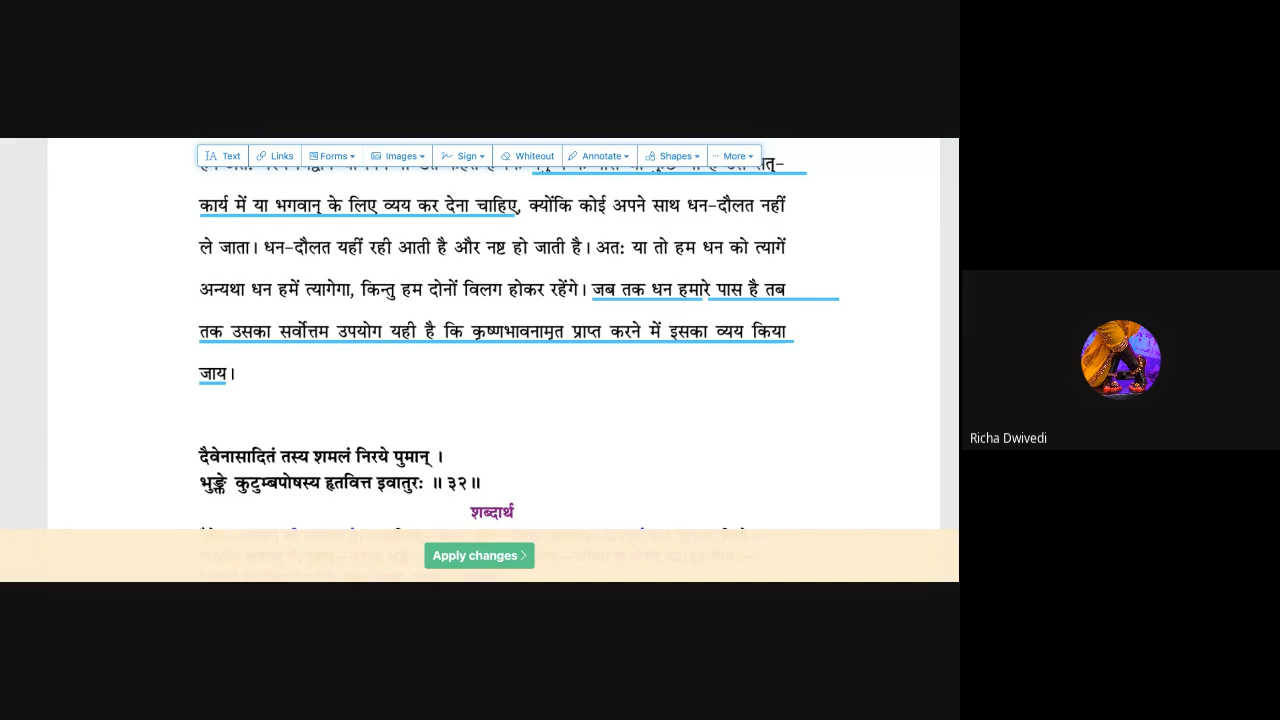 Text Links Forms Images Sign Whiteout Annotate Shapes More
कार्य में या भगवान् के लिए व्यय कर देना चाहिए, क्योंकि कोई अपने साथ धन-दौलत नहीं
ले जाता। धन-दौलत यहीं रही आती है और नष्ट हो जाती है। अतः या तो हम धन को त्यागें
अन्यथा धन हमें त्यागेगा, किन्तु हम दोनों विलग होकर रहेंगे। जब तक धन हमारे पास है तब
तक उसका सर्वोत्तम उपयोग यही है कि कृष्णभावनामृत प्राप्त करने में इसका व्यय किया
जाय।
दैवेनासादितं तस्य शमलं निरये पुमान् ।
भुङ्क्ते कुटुम्बपोषस्य हृतवित्त इवातुरः ॥ ३२॥
शब्दार्थ
Apply changes
Richa Dwivedi